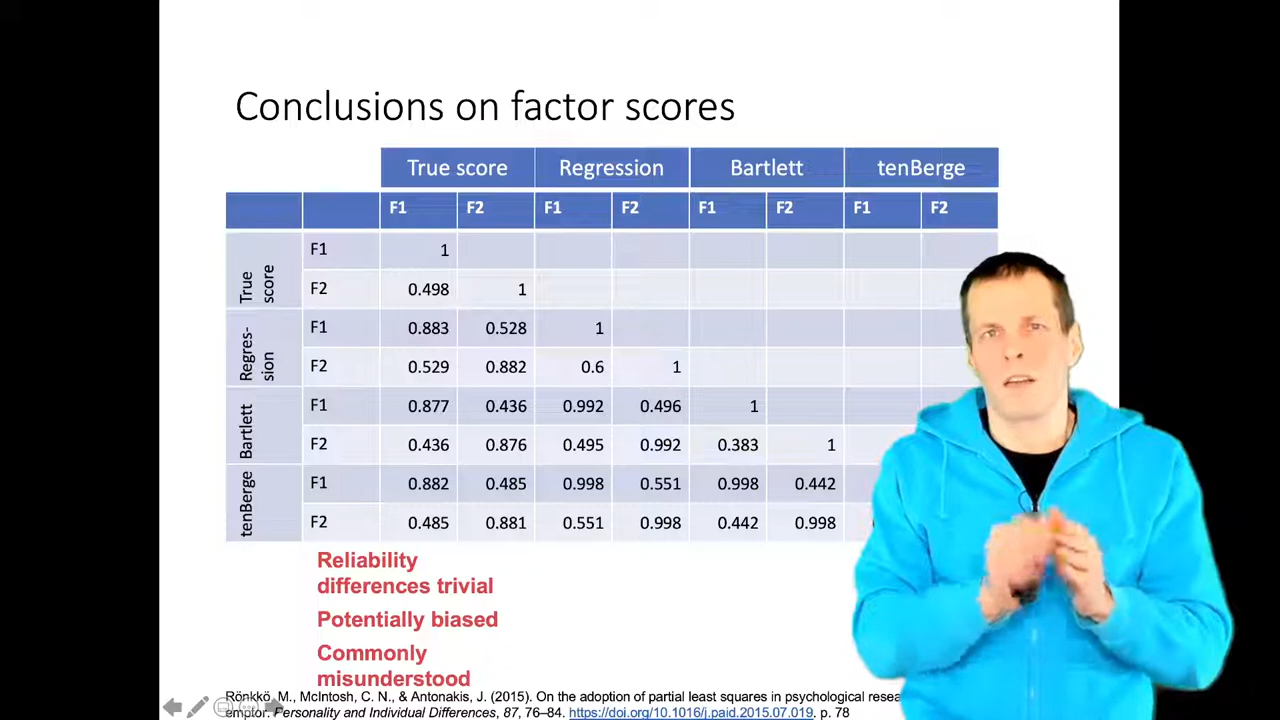 Conclusions on factor scores
True score Regression Bartlett tenBerge
F1 F2 F1 F2 F1 F2 F1 F2
True score
F1 1
F2 0.498 1
Regres-sion
F1 0.883 0.528 1
F2 0.529 0.882 0.6 1
Bartlett
F1 0.877 0.436 0.992 0.496 1
F2 0.436 0.876 0.495 0.992 0.383 1
tenBerge
F1 0.882 0.485 0.998 0.551 0.998 0.442
F2 0.485 0.881 0.551 0.998 0.442 0.998
Reliability
differences trivial
Potentially biased
Commonly
misunderstood
Rönkkö, M., McIntosh, C. N., & Antonakis, J. (2015). On the adoption of partial least squares in psychological
emptor. Personality and Individual Differences, 87, 76–84. https://doi.org/10.1016/j.paid.2015.07.019. p. 78